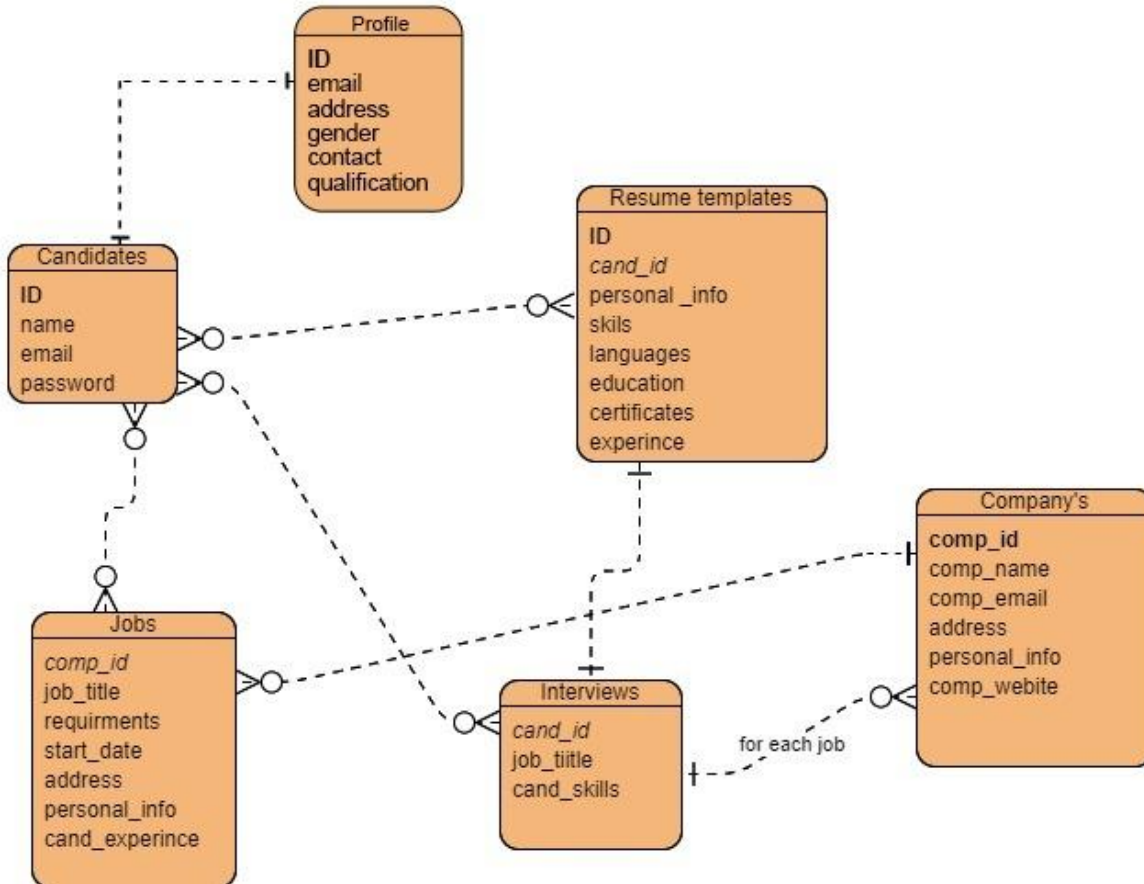 Profile
ID
email
address
gender
contact
qualification
Resume templates
ID
cand_id
personal _info
skils
languages
education
certificates
experince
Candidates
ID
name
email
password
Company's
comp_id
comp_name
comp_email
address
personal_info
comp_webite
Jobs
comp_id
job_title
requirments
start_date
address
personal_info
cand_experince
Interviews
cand_id
job_tiitle
cand_skills
for each job